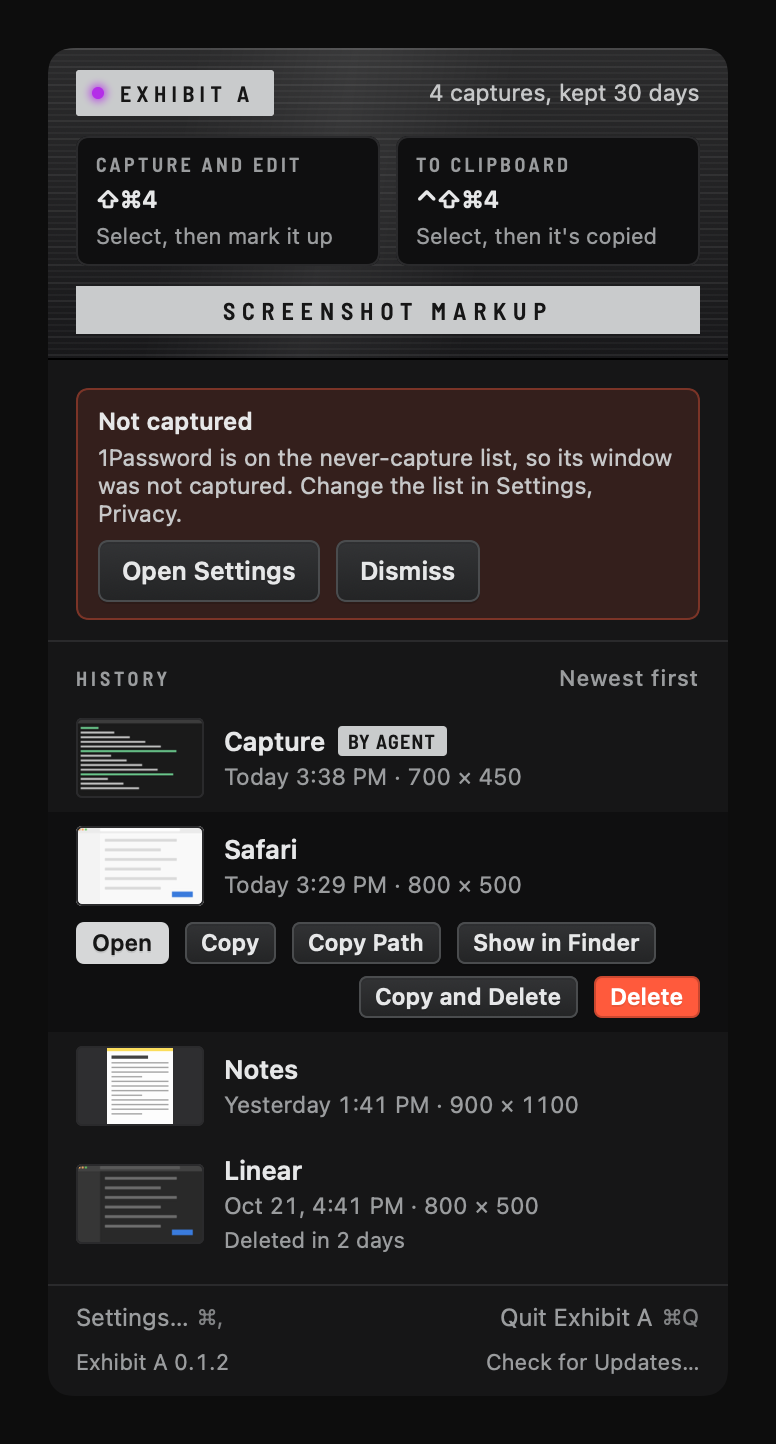 EXHIBIT A
4 captures, kept 30 days
CAPTURE AND EDIT
⇧⌘4
Select, then mark it up
TO CLIPBOARD
⌃⇧⌘4
Select, then it's copied
SCREENSHOT MARKUP
Not captured
1Password is on the never-capture list, so its window
was not captured. Change the list in Settings,
Privacy.
Open Settings
Dismiss
HISTORY
Newest first
Capture BY AGENT
Today 3:38 PM · 700 × 450
Safari
Today 3:29 PM · 800 × 500
Open
Copy
Copy Path
Show in Finder
Copy and Delete
Delete
Notes
Yesterday 1:41 PM · 900 × 1100
Linear
Oct 21, 4:41 PM · 800 × 500
Deleted in 2 days
Settings... ⌘,
Quit Exhibit A ⌘Q
Exhibit A 0.1.2
Check for Updates...